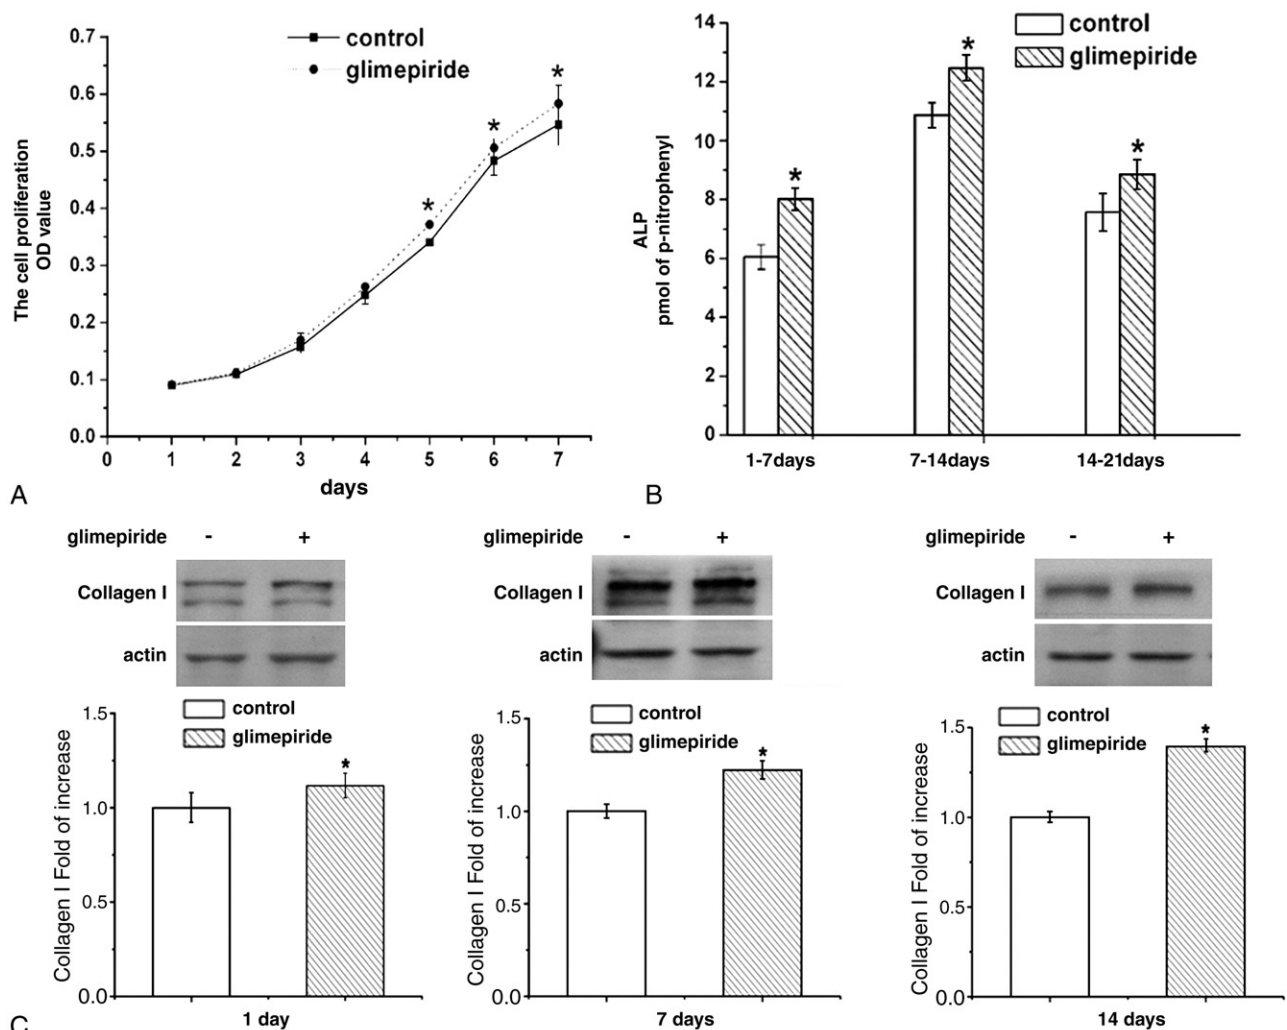 0.7
0.6
0.5
0.4
0.3
0.2
0.1
0.0
The cell proliferation
OD value
control
glimepiride
* * *
0 1 2 3 4 5 6 7
days
A
14
12
10
8
6
4
2
0
ALP
pmol of p-nitrophenyl
control
glimepiride
* * *
1-7days 7-14days 14-21days
B
glimepiride - +
Collagen I
actin
1.5
1.0
0.5
0.0
Collagen I Fold of increase
control
glimepiride
*
1 day
glimepiride - +
Collagen I
actin
1.5
1.0
0.5
0.0
Collagen I Fold of increase
control
glimepiride
*
7 days
glimepiride - +
Collagen I
actin
1.5
1.0
0.5
0.0
Collagen I Fold of increase
control
glimepiride
*
14 days
C